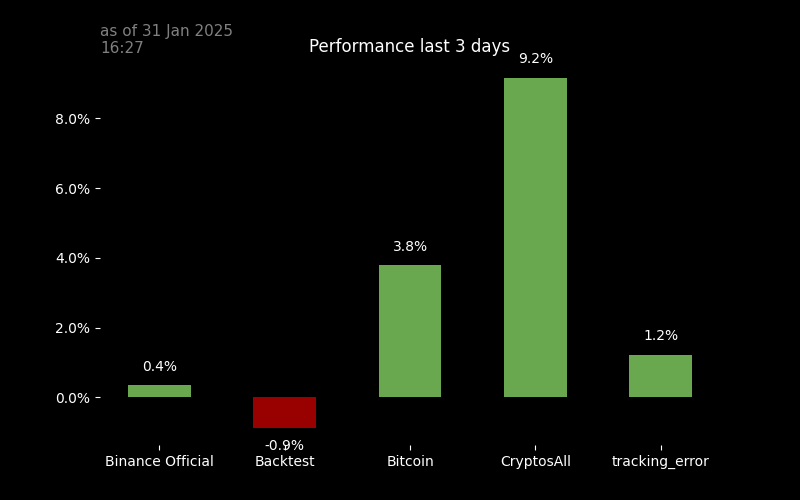 as of 31 Jan 2025
16:27
Performance last 3 days
9.2%
8.0%
6.0%
3.8%
4.0%
2.0%
1.2%
0.4%
0.0%
-0.9%
Binance Official
Backtest
Bitcoin
CryptosAll
tracking_error